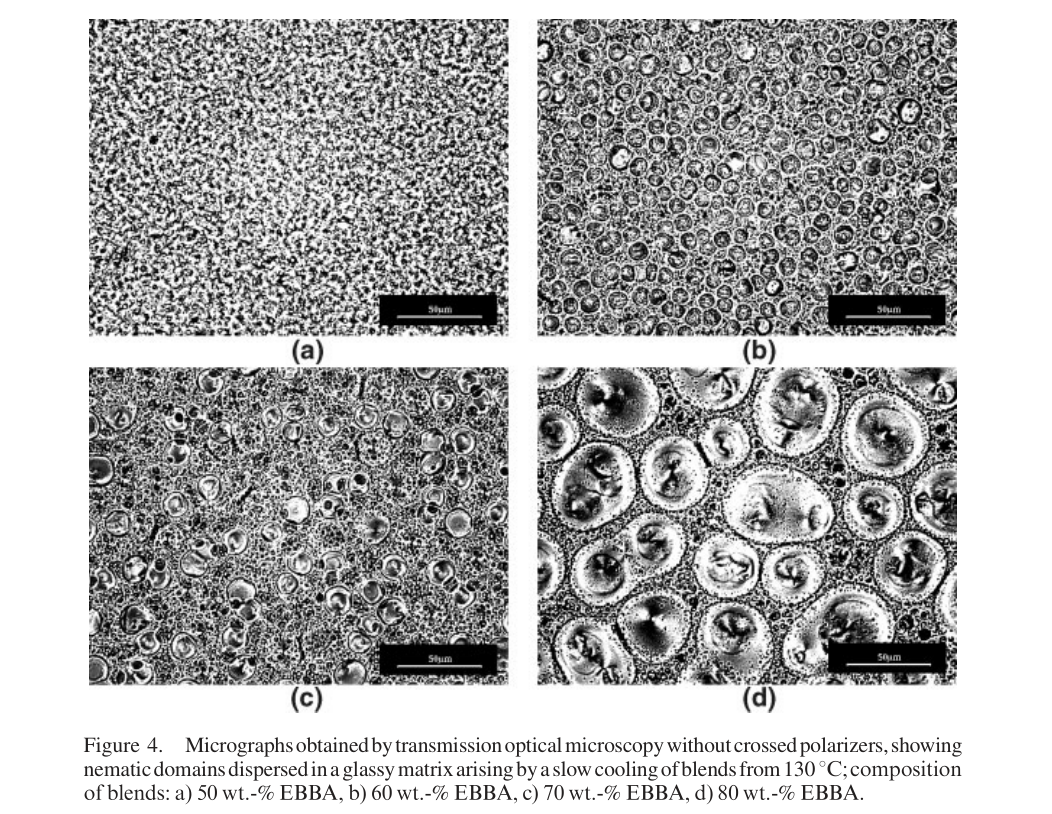 50µm
50µm
(a)
(b)
50µm
50µm
(c)
(d)
Figure 4. Micrographs obtained by transmission optical microscopy without crossed polarizers, showing
nematic domains dispersed in a glassy matrix arising by a slow cooling of blends from 130 °C; composition
of blends: a) 50 wt.-% EBBA, b) 60 wt.-% EBBA, c) 70 wt.-% EBBA, d) 80 wt.-% EBBA.